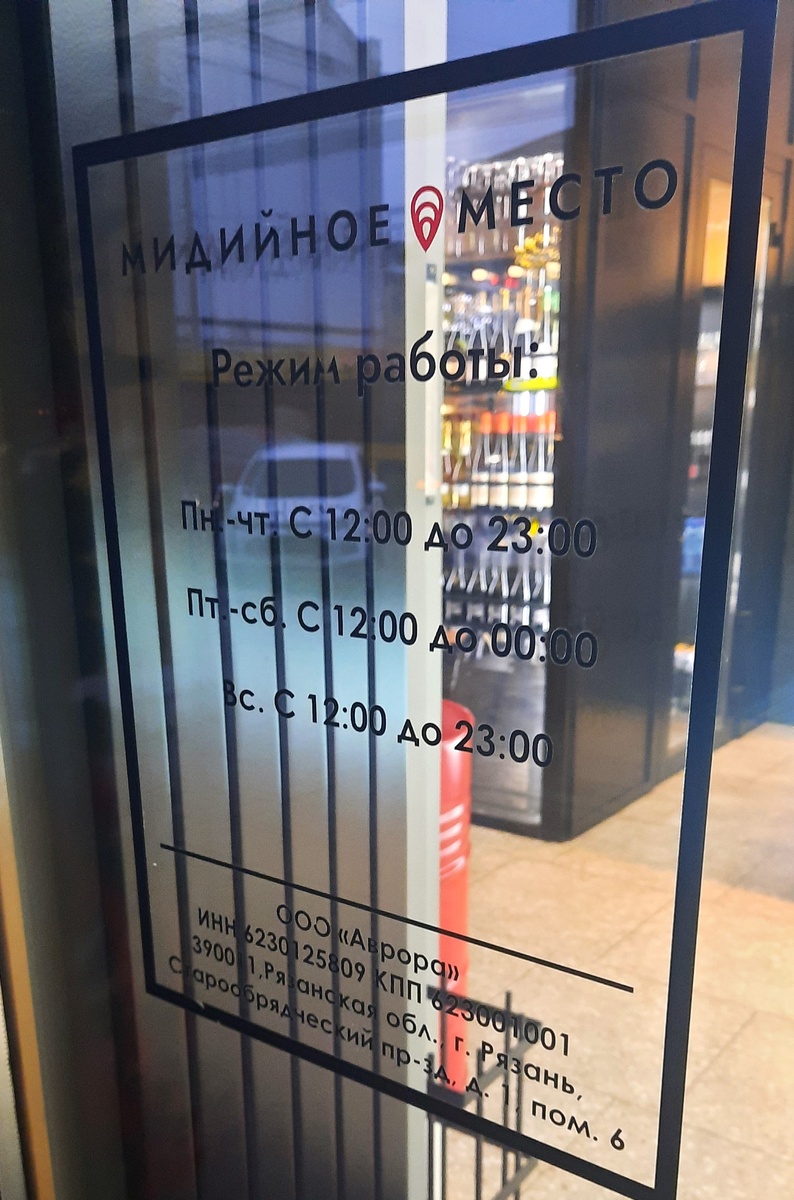 МИДИЙНОЕ МЕСТО
Режим работы:
Пн.-чт. С 12:00 до 23:00
Пт.-сб. С 12:00 до 00:00
Вс. С 12:00 до 23:00
ООО «Аврора»
ИНН 6230125809 КПП 623001001
390011, Рязанская обл., г. Рязань,
Старообрядческий пр-зд, д. 1, пом. 6